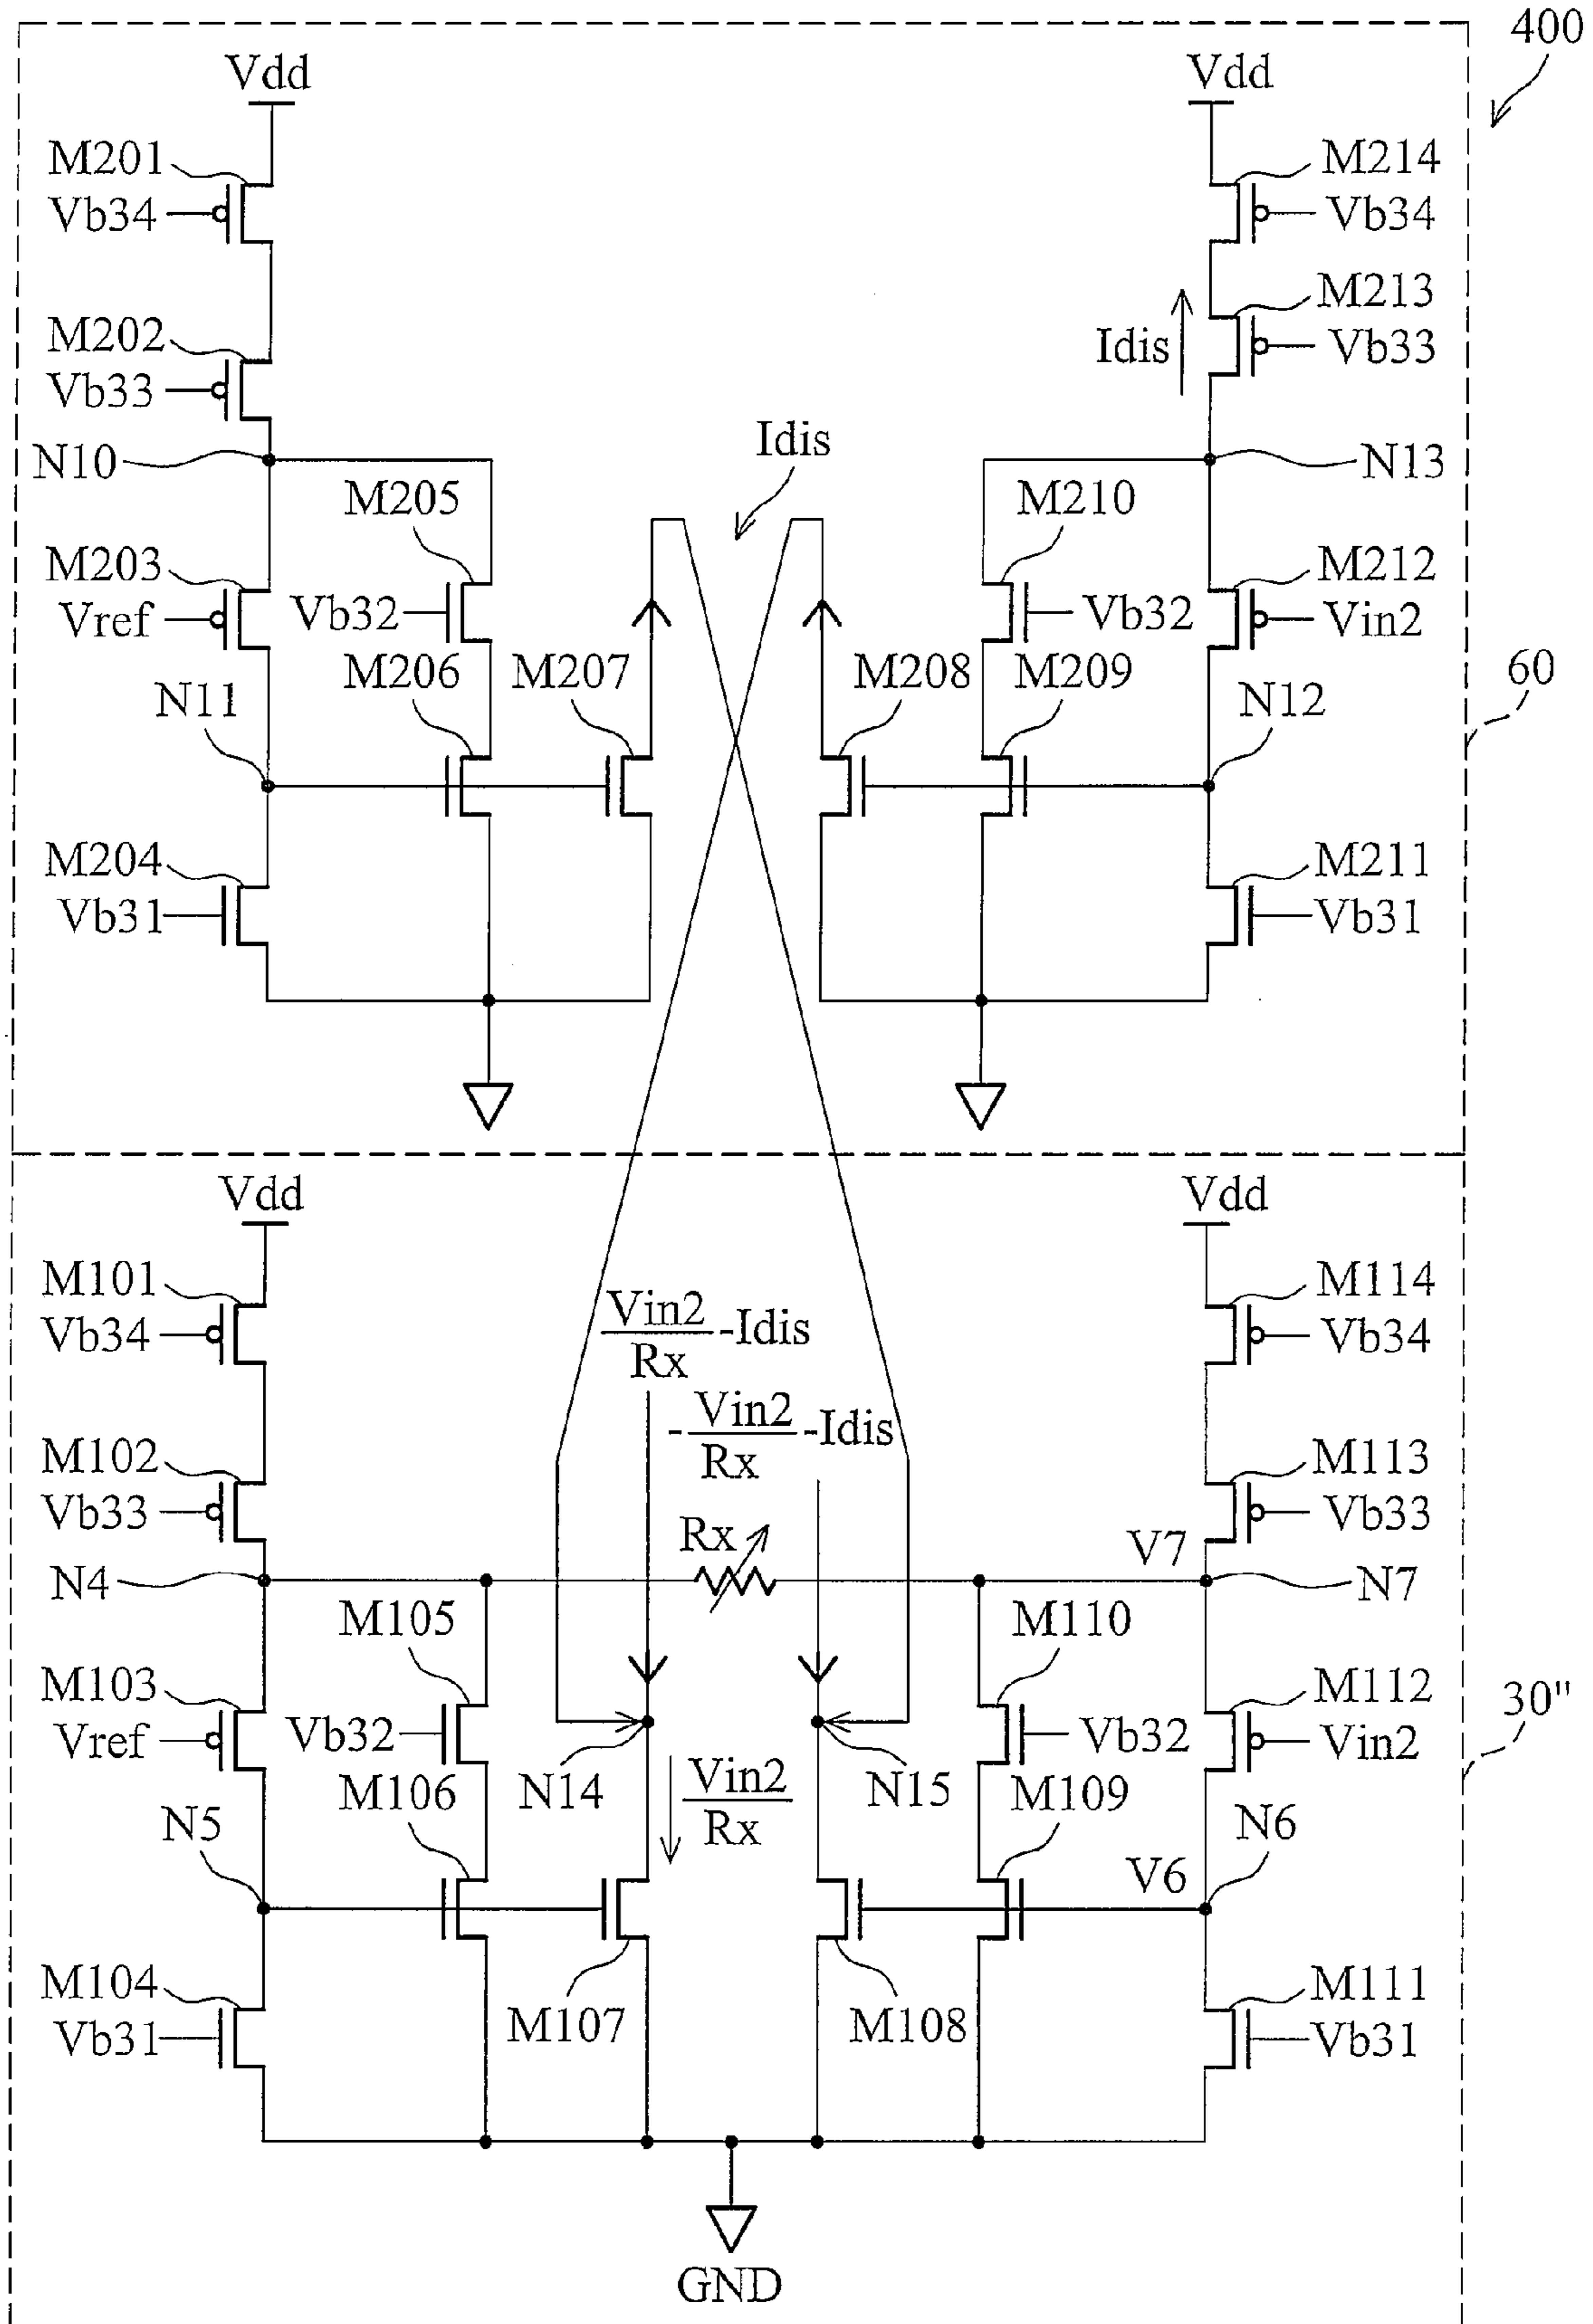 400
Vdd
Vdd
M201
Vb34
M214
Vb34
M202
Vb33
M213
Vb33
Idis
N10
Idis
N13
M205
M210
M203
Vref
Vb32
Vb32
M212
Vin2
M206
M207
M208
M209
N11
N12
60
M204
Vb31
M211
Vb31
Vdd
Vdd
M101
Vb34
Vin2
Rx
-Idis
M114
Vb34
-
Vin2
Rx
-Idis
M102
Vb33
M113
Vb33
Rx
V7
N4
N7
M105
M110
M103
Vref
Vb32
Vb32
M112
Vin2
30"
M106
N14
Vin2
Rx
N15
M109
N5
V6
N6
M104
Vb31
M107
M108
M111
Vb31
GND